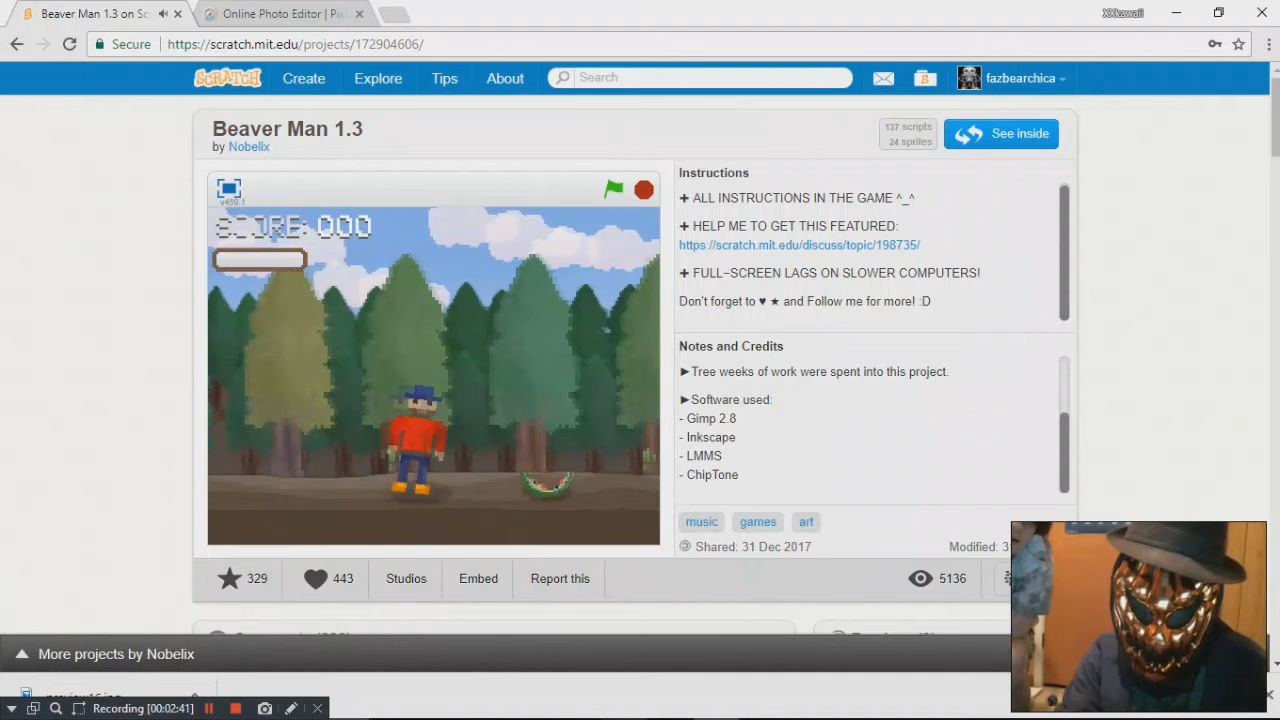 Beaver Man 1.3 on Sc
Online Photo Editor | Pix
XXkawaii
Secure
https://scratch.mit.edu/projects/172904606/
SCRATCH
Create
Explore
Tips
About
Search
fazbearchica
Beaver Man 1.3
by Nobelix
137 scripts
24 sprites
See inside
v459.1
SCORE: 000
Instructions
✚ ALL INSTRUCTIONS IN THE GAME ^_^
✚ HELP ME TO GET THIS FEATURED:
https://scratch.mit.edu/discuss/topic/198735/
✚ FULL−SCREEN LAGS ON SLOWER COMPUTERS!
Don't forget to ♥ ★ and Follow me for more! :D
Notes and Credits
►Tree weeks of work were spent into this project.
►Software used:
- Gimp 2.8
- Inkscape
- LMMS
- ChipTone
music
games
art
Shared: 31 Dec 2017
Modified: 3
329
443
Studios
Embed
Report this
5136
More projects by Nobelix
Recording [00:02:41]